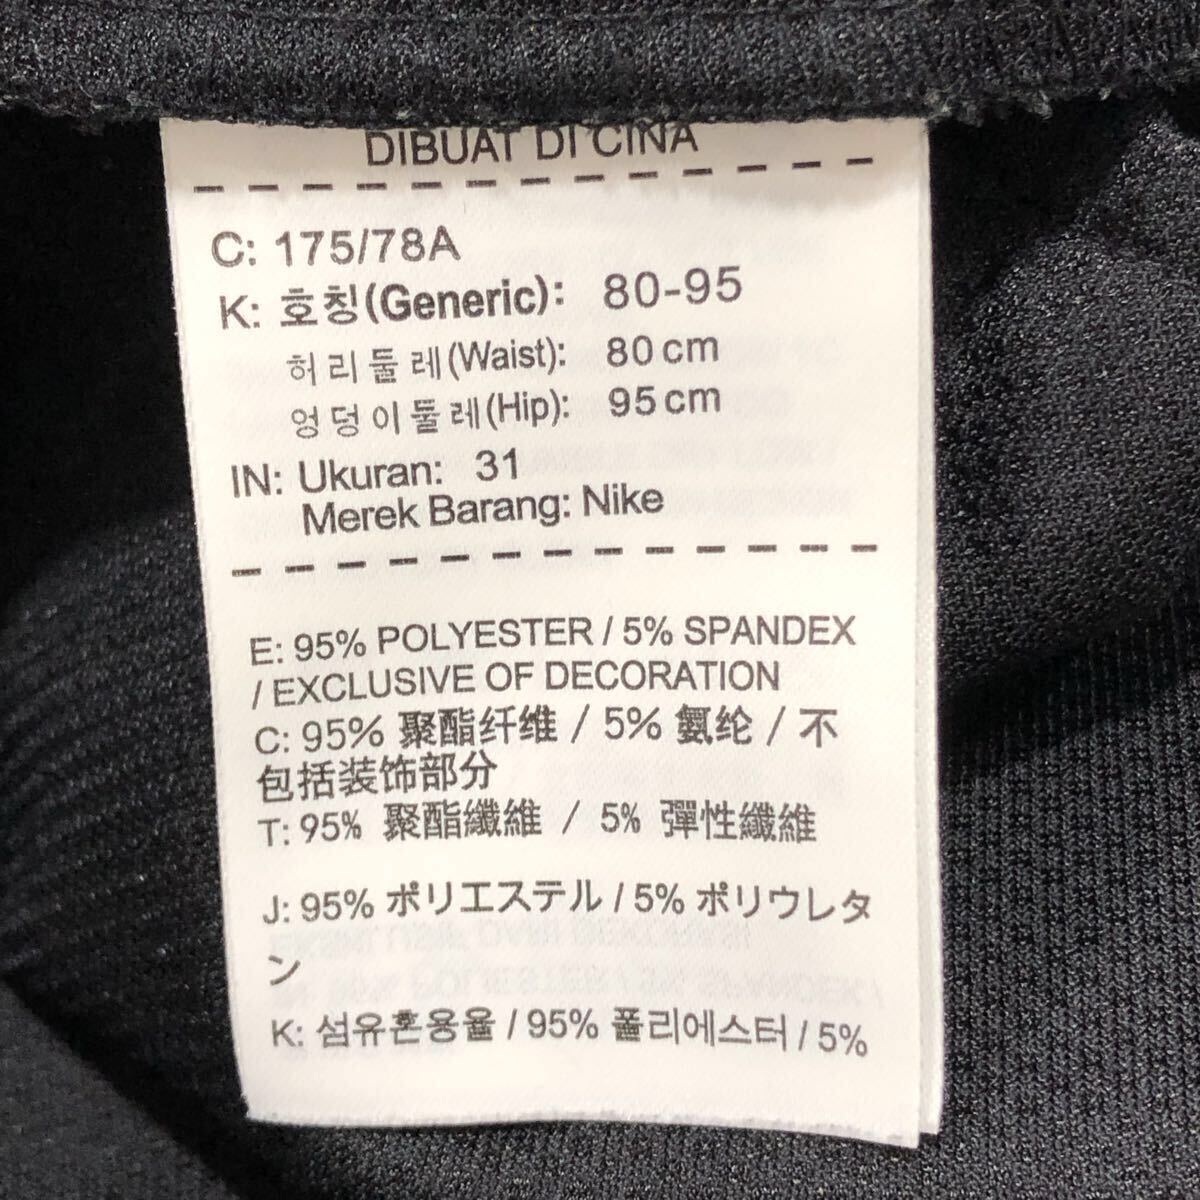 DIBUAT DI CINA
C: 175/78A
K: 호칭(Generic): 80-95
허리둘레(Waist): 80 cm
엉덩이둘레(Hip): 95 cm
IN: Ukuran: 31
Merek Barang: Nike
E: 95% POLYESTER / 5% SPANDEX
/ EXCLUSIVE OF DECORATION
C: 95% 聚酯纤维 / 5% 氨纶 / 不
包括装饰部分
T: 95% 聚酯纖維 / 5% 彈性纖維
J: 95% ポリエステル / 5% ポリウレタ
ン
K: 섬유혼용율 / 95% 폴리에스터 / 5%